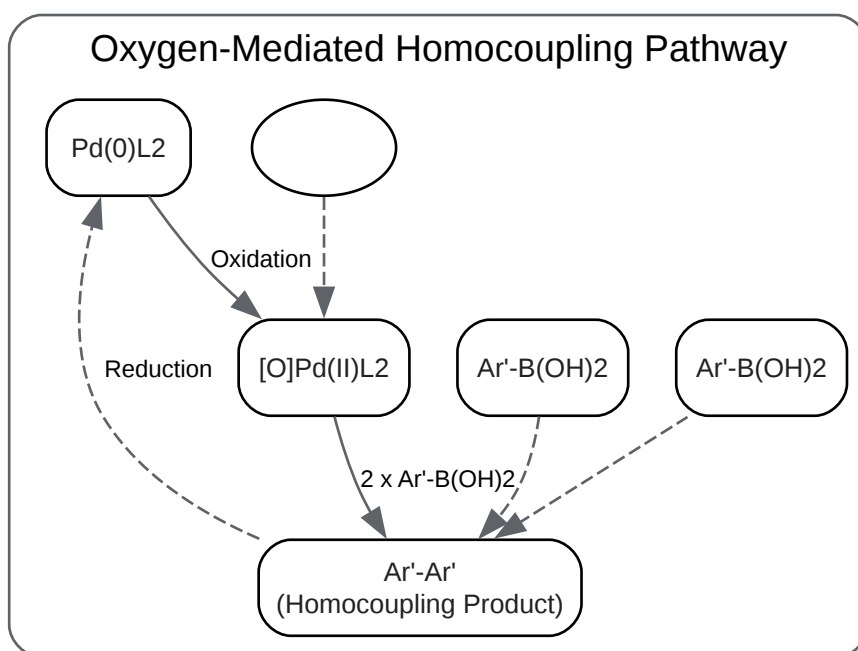 Oxygen-Mediated Homocoupling Pathway
Pd(0)L2
Oxidation
Reduction
[O]Pd(II)L2
Ar'-B(OH)2
Ar'-B(OH)2
2 x Ar'-B(OH)2
Ar'-Ar'
(Homocoupling Product)